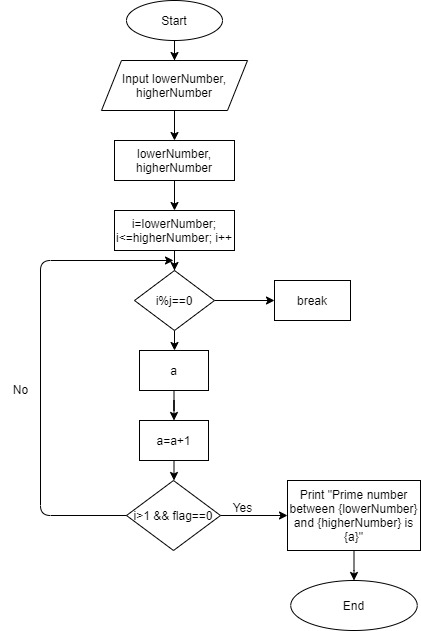 Start
Input lowerNumber,
higherNumber
lowerNumber,
higherNumber
i=lowerNumber;
i<=higherNumber; i++
i%j==0
break
a
No
a=a+1
i>1 && flag==0
Yes
Print "Prime number
between {lowerNumber}
and {higherNumber} is
{a}"
End